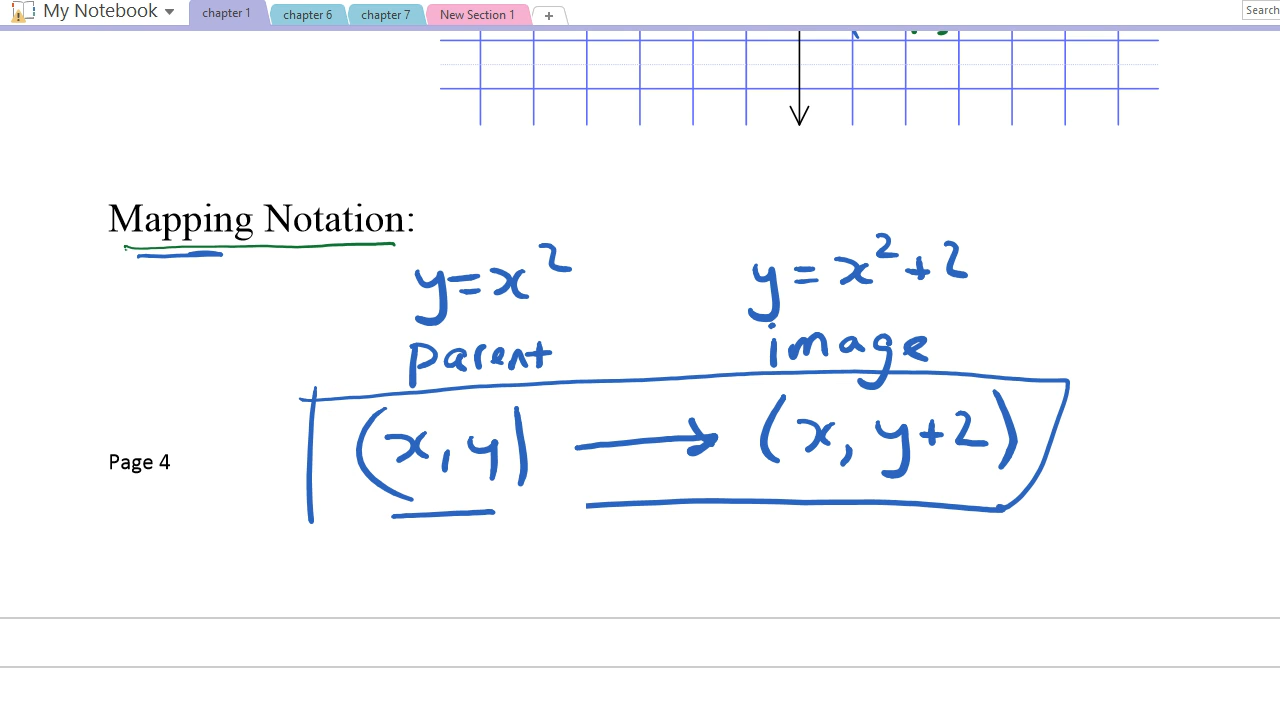 My Notebook chapter 1 chapter 6 chapter 7 New Section 1 + Search
Mapping Notation:
y=x² y=x²+2
parent image
(x,y) → (x, y+2)
Page 4